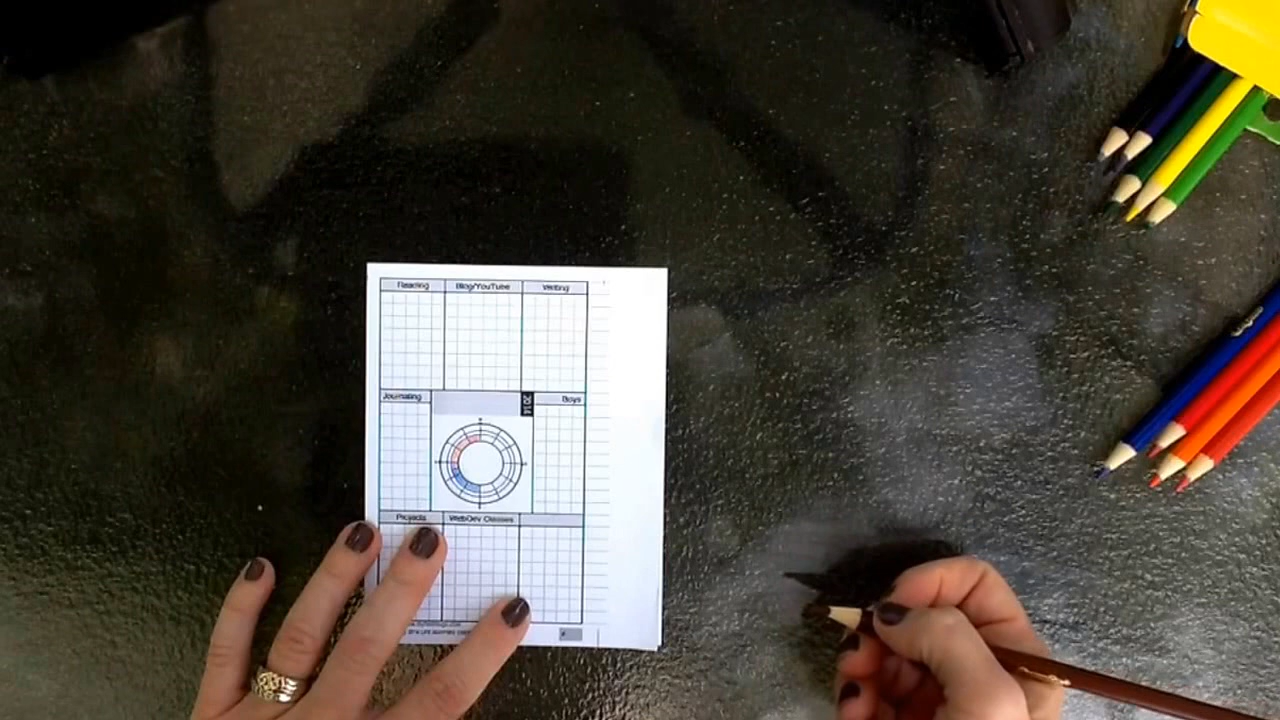 Reading Blog/YouTube Writing
Journaling 2014 Boys
Projects WebDev Classes